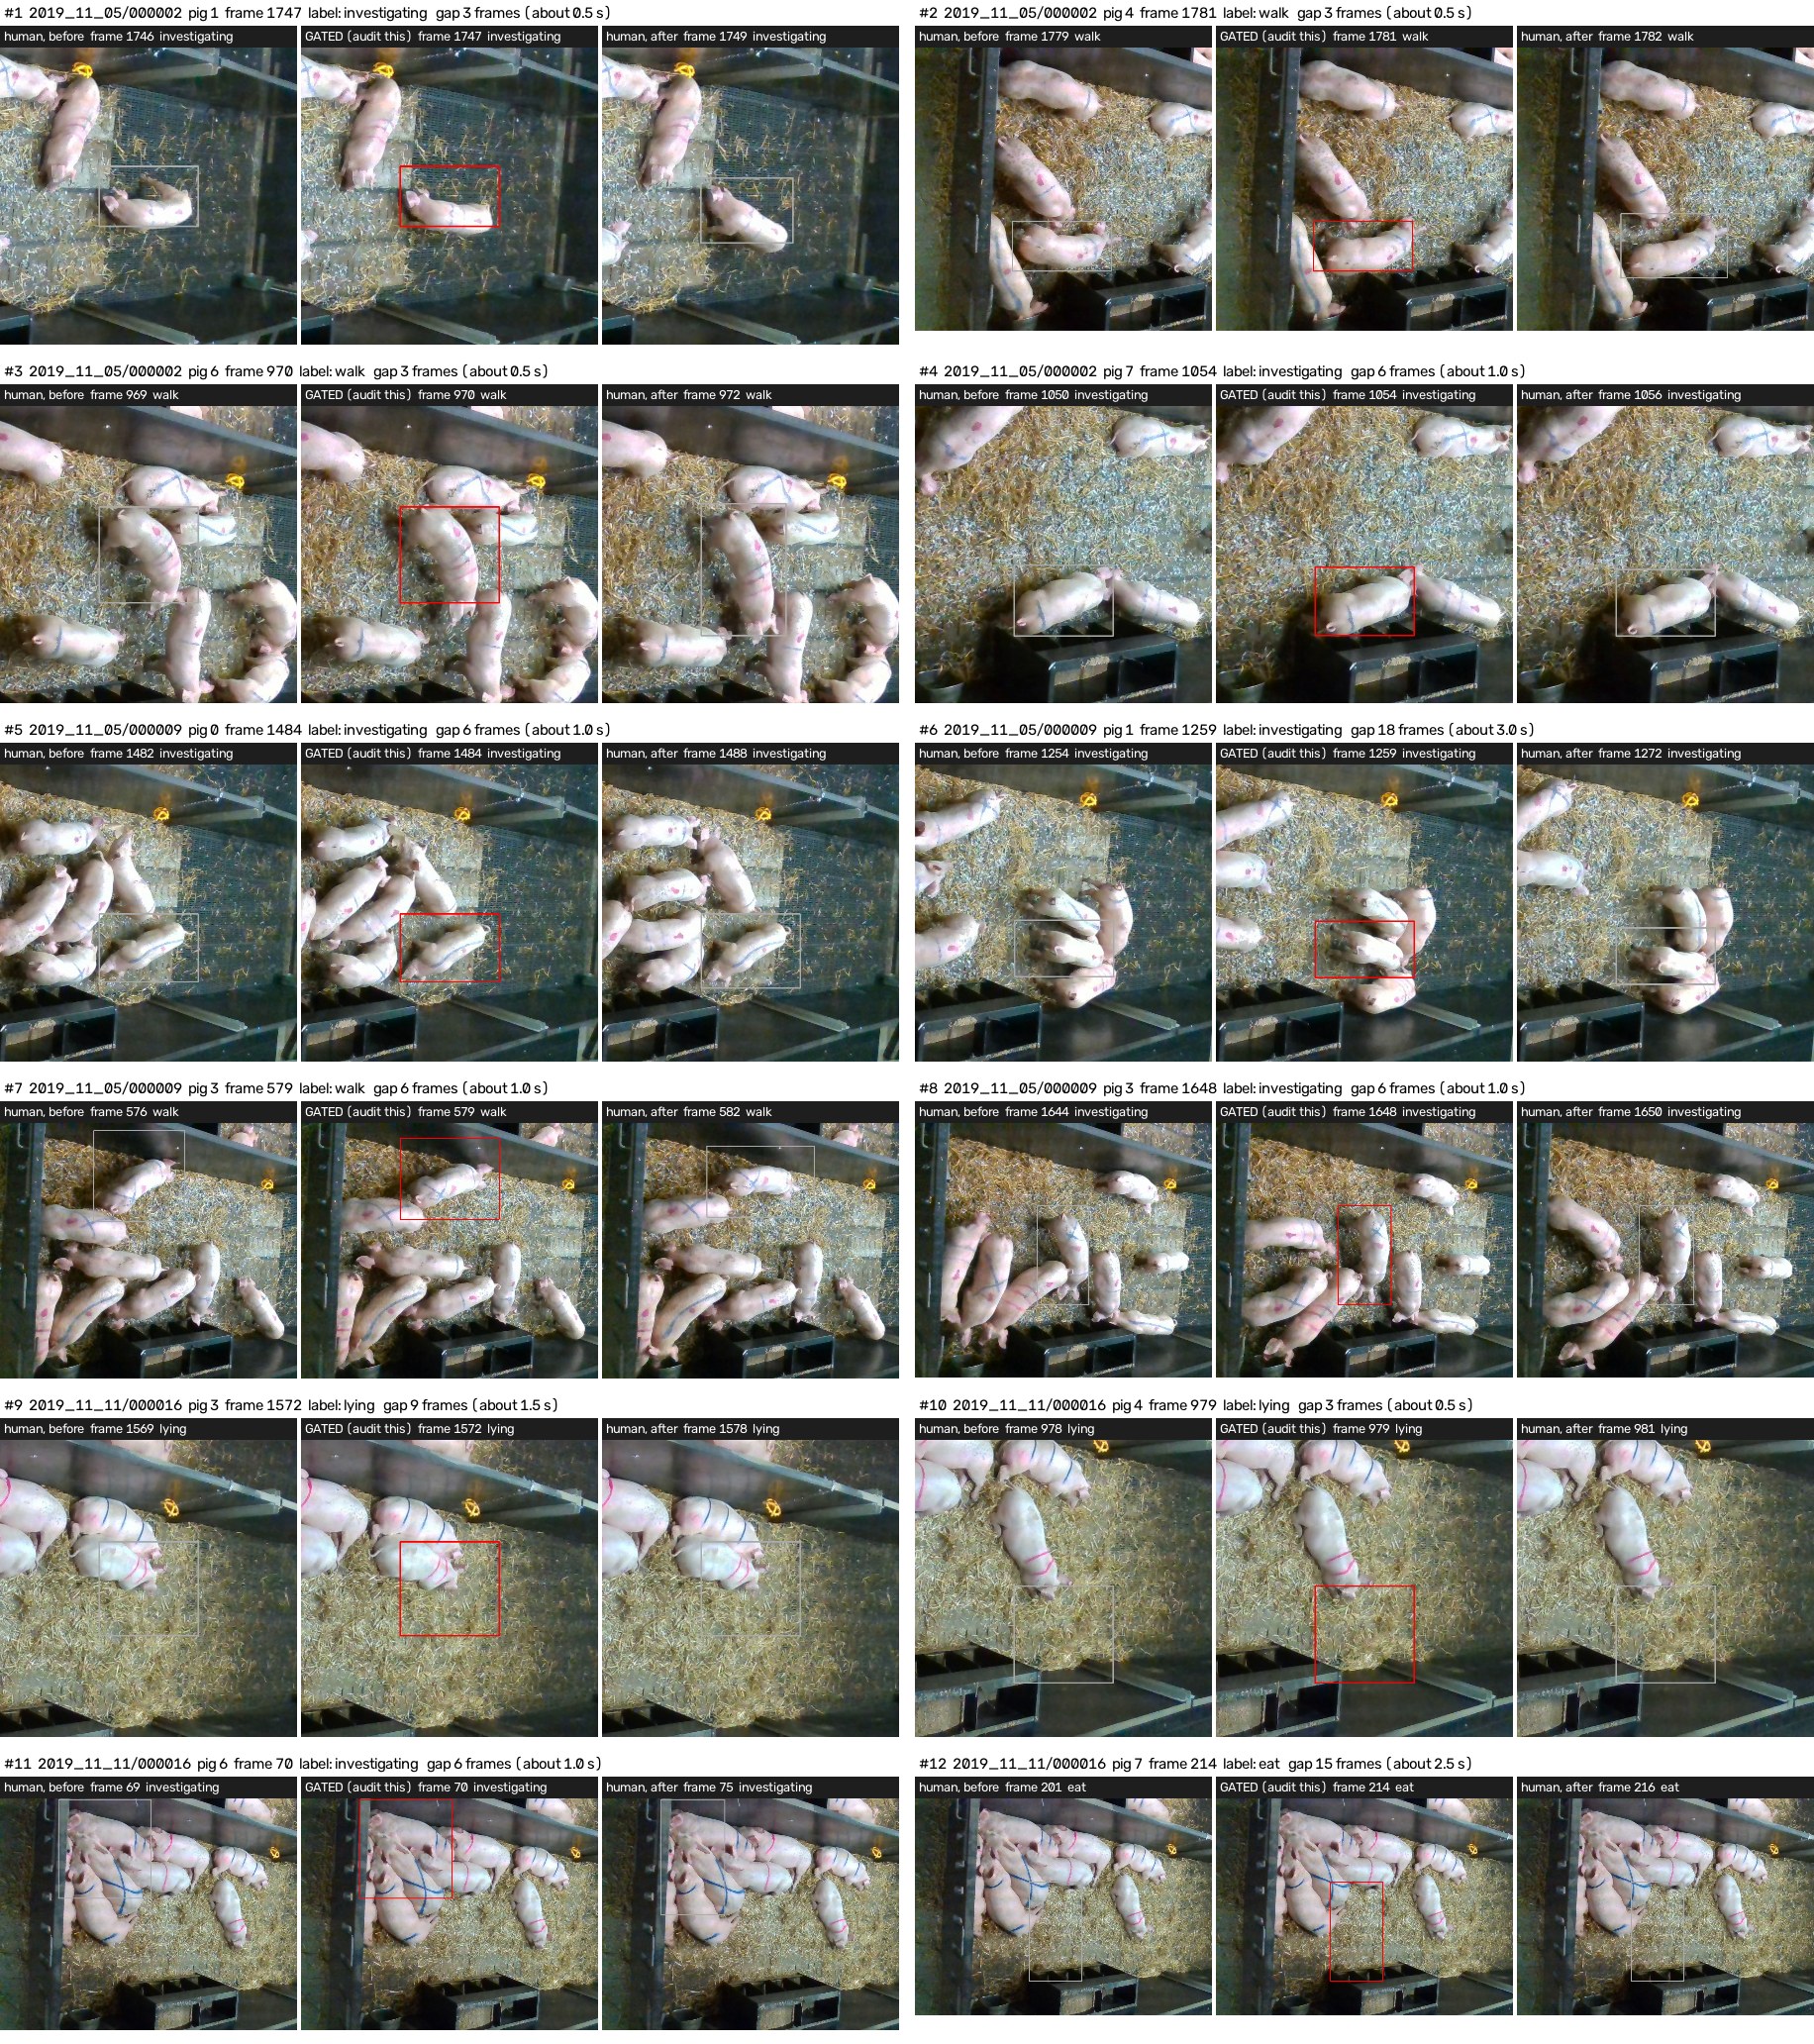 #1 2019_11_05/000002 pig 1 frame 1747 label: investigating gap 3 frames (about 0.5 s)
human, before frame 1746 investigating
GATED (audit this) frame 1747 investigating
human, after frame 1749 investigating
#2 2019_11_05/000002 pig 4 frame 1781 label: walk gap 3 frames (about 0.5 s)
human, before frame 1779 walk
GATED (audit this) frame 1781 walk
human, after frame 1782 walk
#3 2019_11_05/000002 pig 6 frame 970 label: walk gap 3 frames (about 0.5 s)
human, before frame 969 walk
GATED (audit this) frame 970 walk
human, after frame 972 walk
#4 2019_11_05/000002 pig 7 frame 1054 label: investigating gap 6 frames (about 1.0 s)
human, before frame 1050 investigating
GATED (audit this) frame 1054 investigating
human, after frame 1056 investigating
#5 2019_11_05/000009 pig 0 frame 1484 label: investigating gap 6 frames (about 1.0 s)
human, before frame 1482 investigating
GATED (audit this) frame 1484 investigating
human, after frame 1488 investigating
#6 2019_11_05/000009 pig 1 frame 1259 label: investigating gap 18 frames (about 3.0 s)
human, before frame 1254 investigating
GATED (audit this) frame 1259 investigating
human, after frame 1272 investigating
#7 2019_11_05/000009 pig 3 frame 579 label: walk gap 6 frames (about 1.0 s)
human, before frame 576 walk
GATED (audit this) frame 579 walk
human, after frame 582 walk
#8 2019_11_05/000009 pig 3 frame 1648 label: investigating gap 6 frames (about 1.0 s)
human, before frame 1644 investigating
GATED (audit this) frame 1648 investigating
human, after frame 1650 investigating
#9 2019_11_11/000016 pig 3 frame 1572 label: lying gap 9 frames (about 1.5 s)
human, before frame 1569 lying
GATED (audit this) frame 1572 lying
human, after frame 1578 lying
#10 2019_11_11/000016 pig 4 frame 979 label: lying gap 3 frames (about 0.5 s)
human, before frame 978 lying
GATED (audit this) frame 979 lying
human, after frame 981 lying
#11 2019_11_11/000016 pig 6 frame 70 label: investigating gap 6 frames (about 1.0 s)
human, before frame 69 investigating
GATED (audit this) frame 70 investigating
human, after frame 75 investigating
#12 2019_11_11/000016 pig 7 frame 214 label: eat gap 15 frames (about 2.5 s)
human, before frame 201 eat
GATED (audit this) frame 214 eat
human, after frame 216 eat